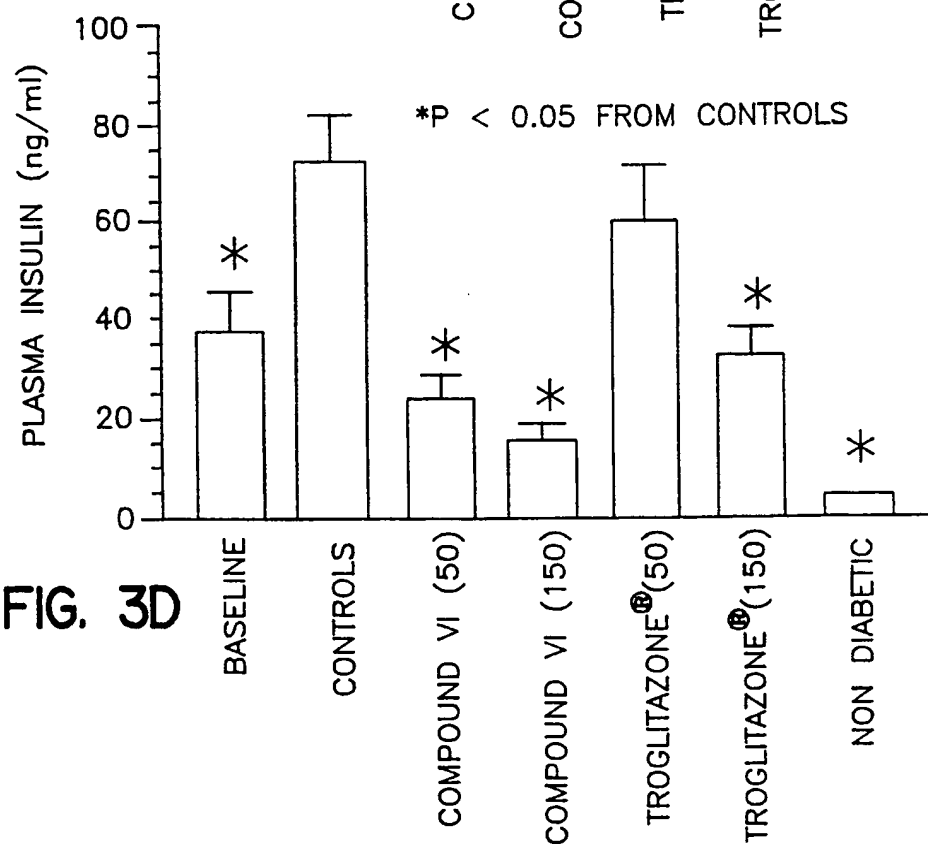 100
80
60
40
20
0
PLASMA INSULIN (ng/ml)
*P < 0.05 FROM CONTROLS
*
*
*
*
*
BASELINE
CONTROLS
COMPOUND VI (50)
COMPOUND VI (150)
TROGLITAZONE®(50)
TROGLITAZONE®(150)
NON DIABETIC
FIG. 3D